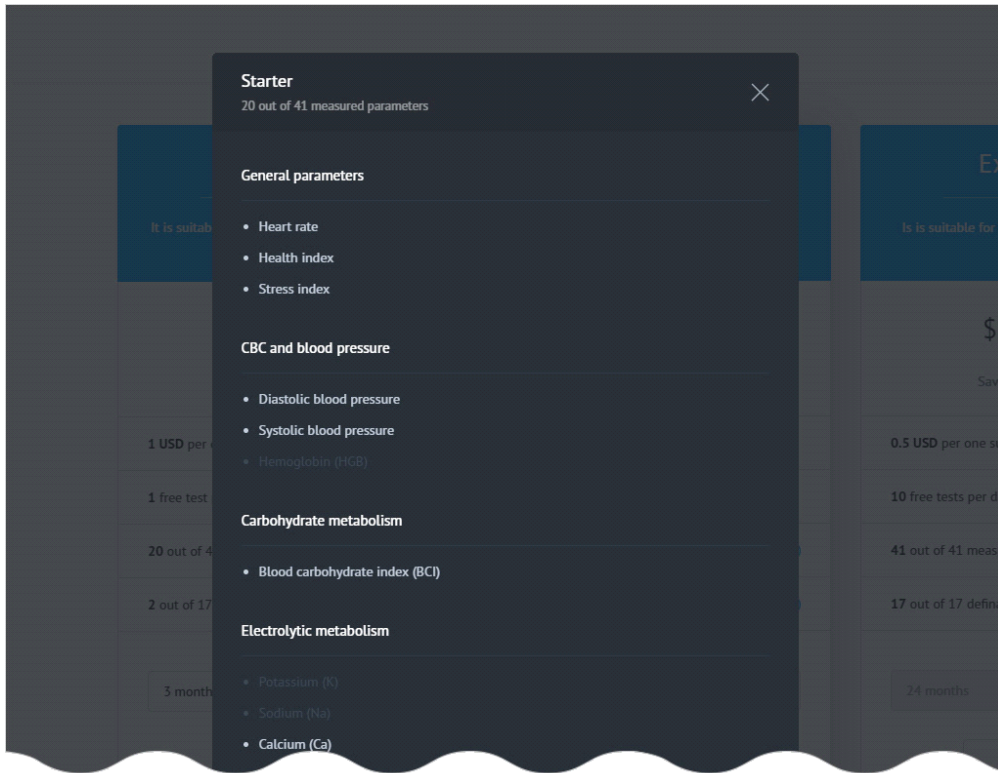 Starter
20 out of 41 measured parameters
General parameters
• Heart rate
• Health index
• Stress index
CBC and blood pressure
• Diastolic blood pressure
• Systolic blood pressure
• Hemoglobin (HGB)
Carbohydrate metabolism
• Blood carbohydrate index (BCI)
Electrolytic metabolism
• Potassium (K)
• Sodium (Na)
• Calcium (Ca)
It is
1 USD per
1 free test
20 out of
2 out of 17
3
Is is suitable for
$
0.5 USD per one
10 free tests per
41 out of 41
17 out of 17
24 months